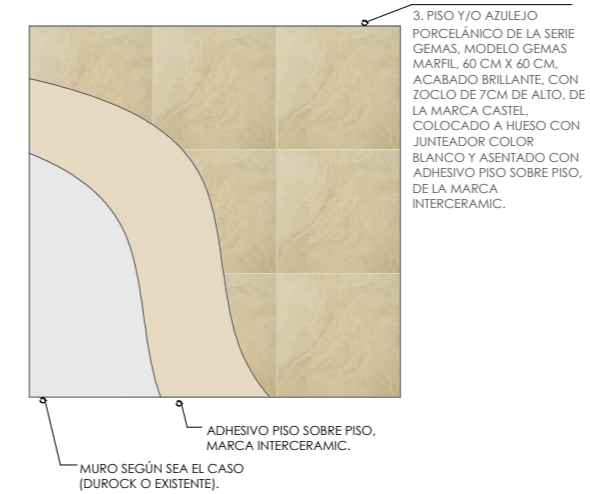 3. PISO Y/O AZULEJO
PORCELÁNICO DE LA SERIE
GEMAS, MODELO GEMAS
MARFIL, 60 CM X 60 CM,
ACABADO BRILLANTE, CON
ZOCLO DE 7CM DE ALTO, DE
LA MARCA CASTEL,
COLOCADO A HUESO CON
JUNTEADOR COLOR
BLANCO Y ASENTADO CON
ADHESIVO PISO SOBRE PISO,
DE LA MARCA
INTERCERAMIC.
ADHESIVO PISO SOBRE PISO,
MARCA INTERCERAMIC.
MURO SEGÚN SEA EL CASO
(DUROCK O EXISTENTE).